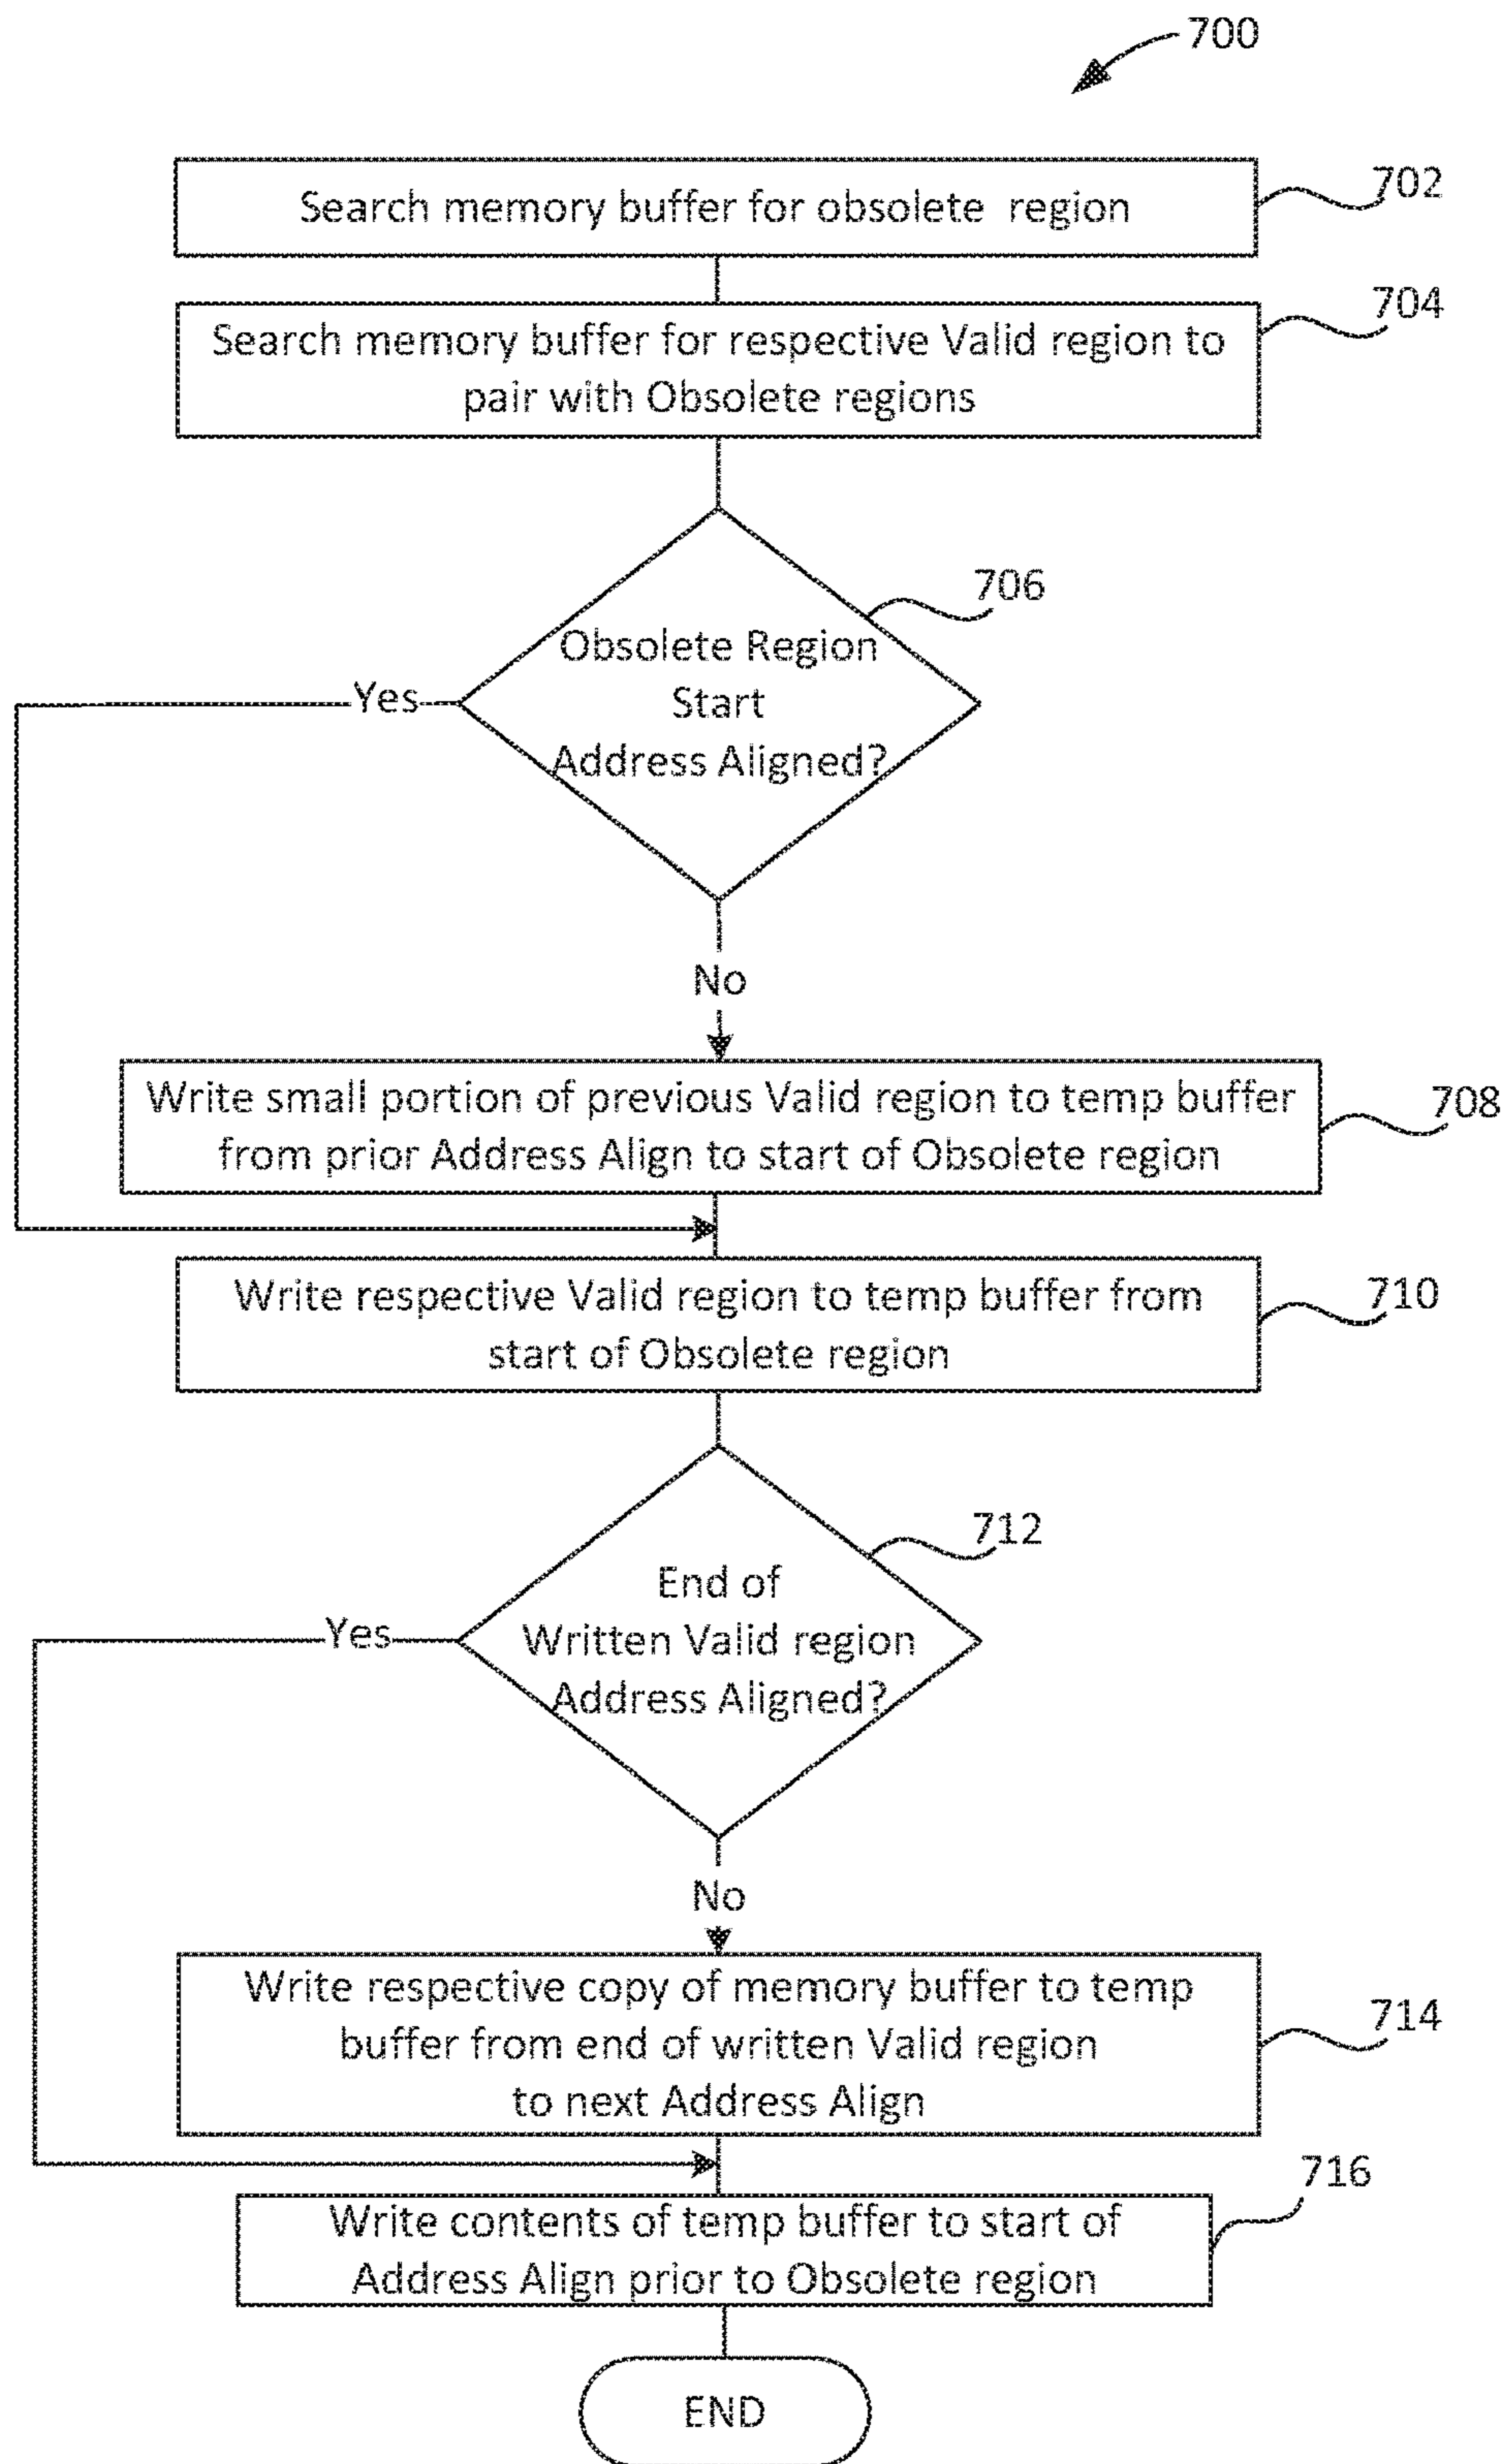 700
Search memory buffer for obsolete region
702
Search memory buffer for respective Valid region to
pair with Obsolete regions
704
706
Obsolete Region
Start
Address Aligned?
Yes
No
Write small portion of previous Valid region to temp buffer
from prior Address Align to start of Obsolete region
708
Write respective Valid region to temp buffer from
start of Obsolete region
710
712
End of
Written Valid region
Address Aligned?
Yes
No
Write respective copy of memory buffer to temp
buffer from end of written Valid region
to next Address Align
714
716
Write contents of temp buffer to start of
Address Align prior to Obsolete region
END